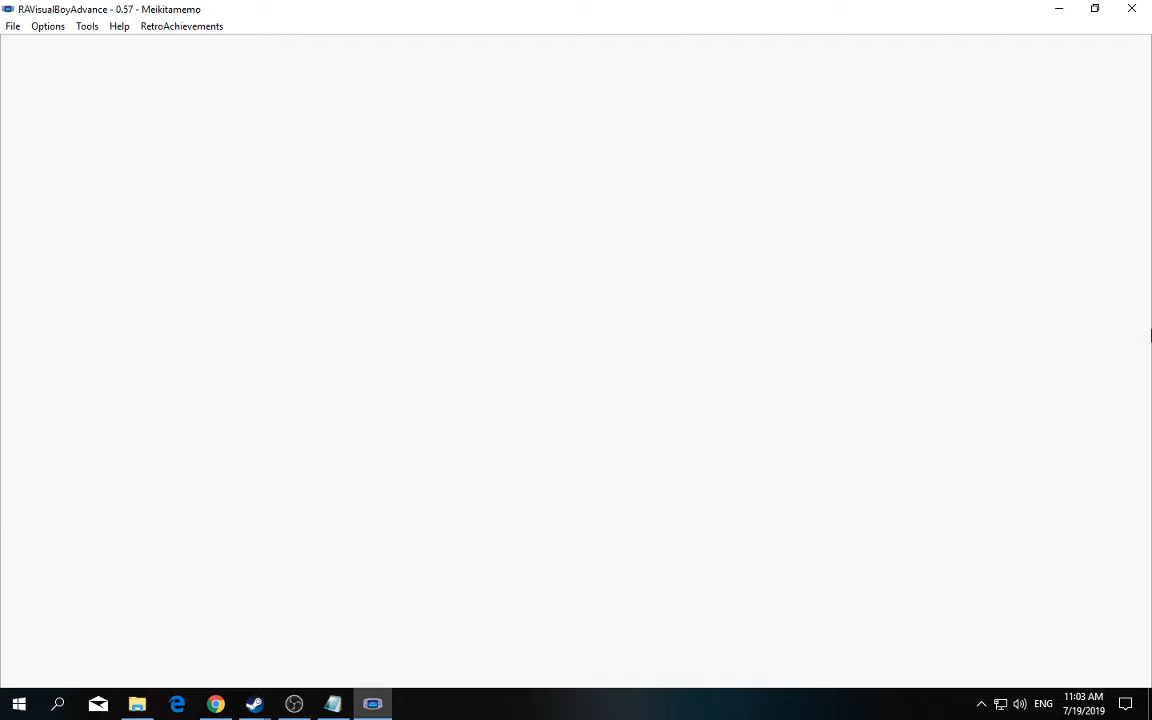 RAVisualBoyAdvance - 0.57 - Meikitamemo
File Options Tools Help RetroAchievements
ENG
11:03 AM
7/19/2019